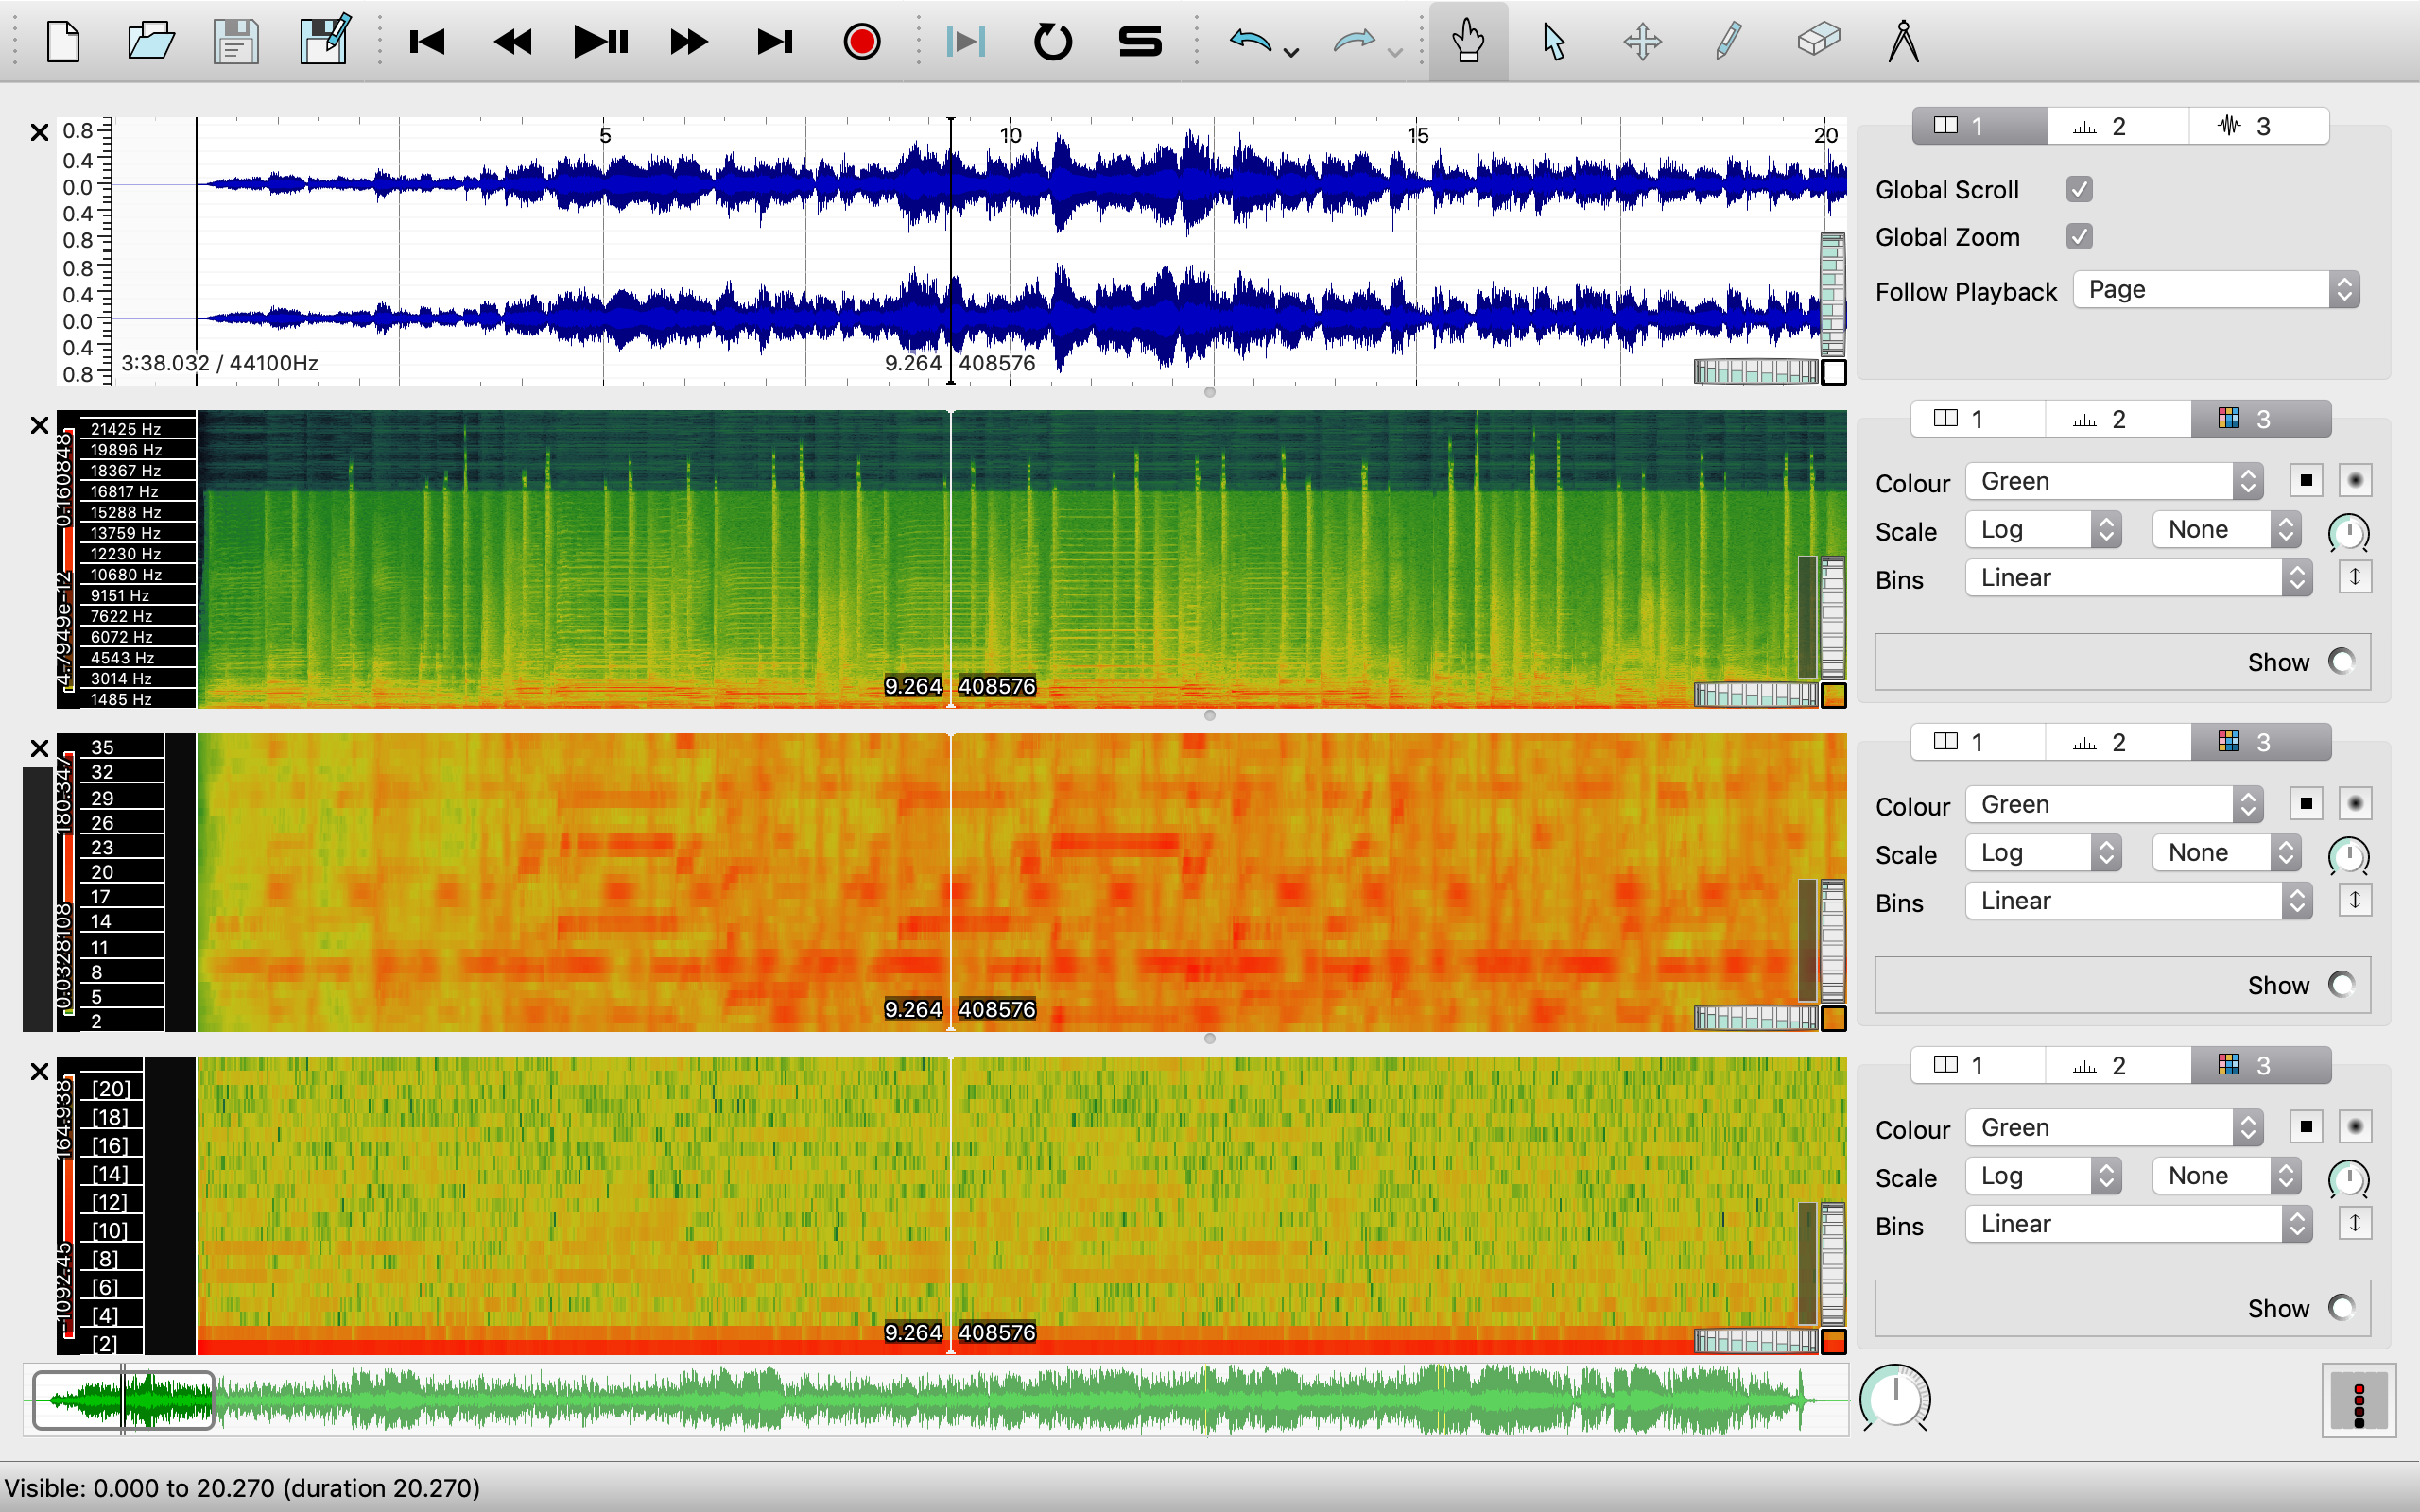 5 10 15 20
0.8
0.4
0.0
0.4
0.8
0.8
0.4
0.0
0.4
0.8
3:38.032 / 44100Hz
9.264 408576
1 2 3
Global Scroll
Global Zoom
Follow Playback Page
0.160848
4.79949e-12
21425 Hz
19896 Hz
18367 Hz
16817 Hz
15288 Hz
13759 Hz
12230 Hz
10680 Hz
9151 Hz
7622 Hz
6072 Hz
4543 Hz
3014 Hz
1485 Hz
9.264 408576
1 2 3
Colour Green
Scale Log None
Bins Linear
Show
180.347
0.0328108
35
32
29
26
23
20
17
14
11
8
5
2
9.264 408576
1 2 3
Colour Green
Scale Log None
Bins Linear
Show
164.938
-1092.45
[20]
[18]
[16]
[14]
[12]
[10]
[8]
[6]
[4]
[2]
9.264 408576
1 2 3
Colour Green
Scale Log None
Bins Linear
Show
Visible: 0.000 to 20.270 (duration 20.270)